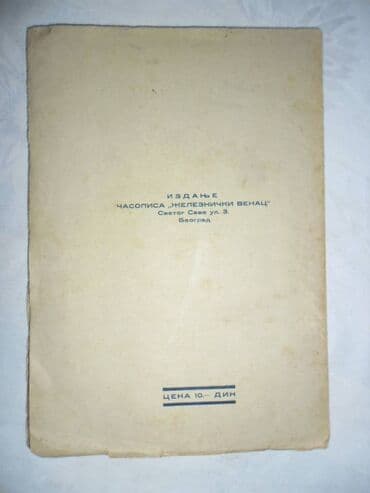 ИЗДАЊЕ
ЧАСОПИСА „ЖЕЛЕЗНИЧКИ ВЕНАЦ"
Светог Саве ул. 3.
Београд
ЦЕНА 10.— ДИН